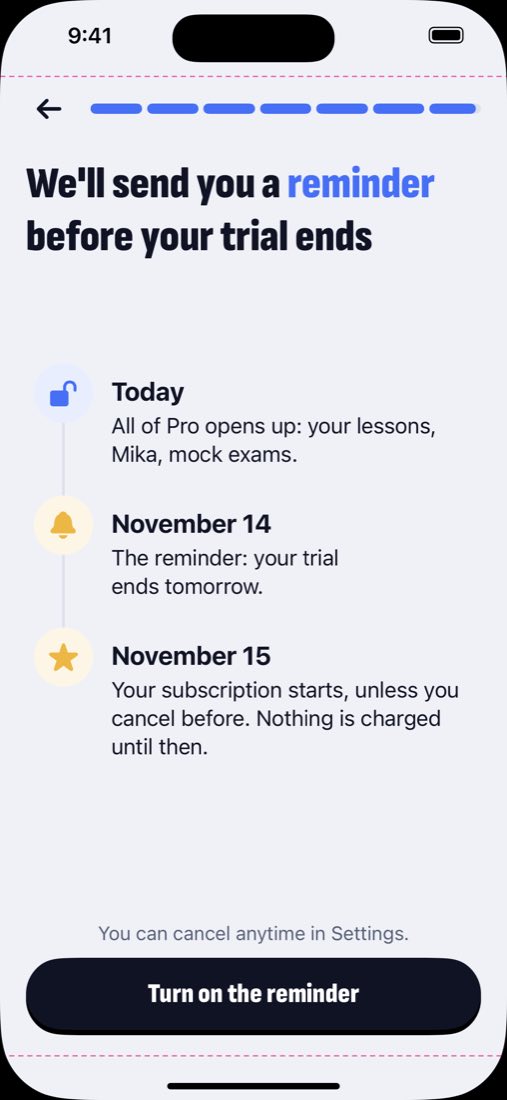 9:41
We'll send you a reminder
before your trial ends
Today
All of Pro opens up: your lessons,
Mika, mock exams.
November 14
The reminder: your trial
ends tomorrow.
November 15
Your subscription starts, unless you
cancel before. Nothing is charged
until then.
You can cancel anytime in Settings.
Turn on the reminder